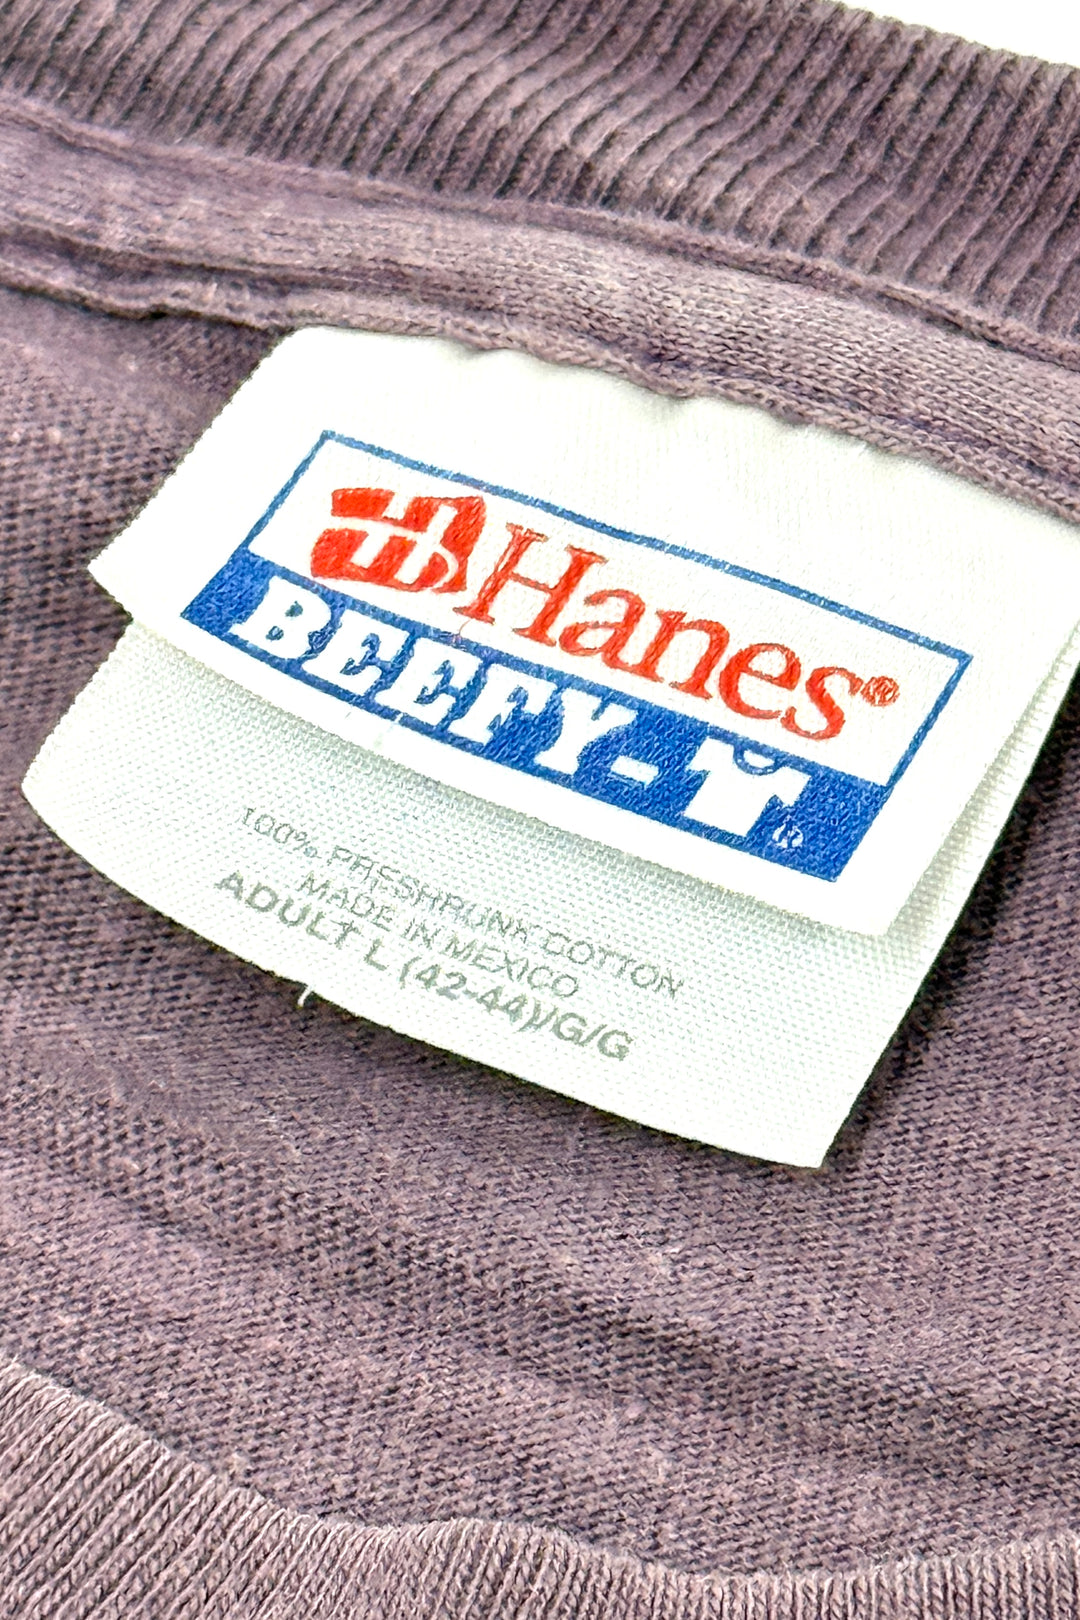 Hanes®
BEEFY-T®
100% PRESHRUNK COTTON
MADE IN MEXICO
ADULT L (42-44)/G/G